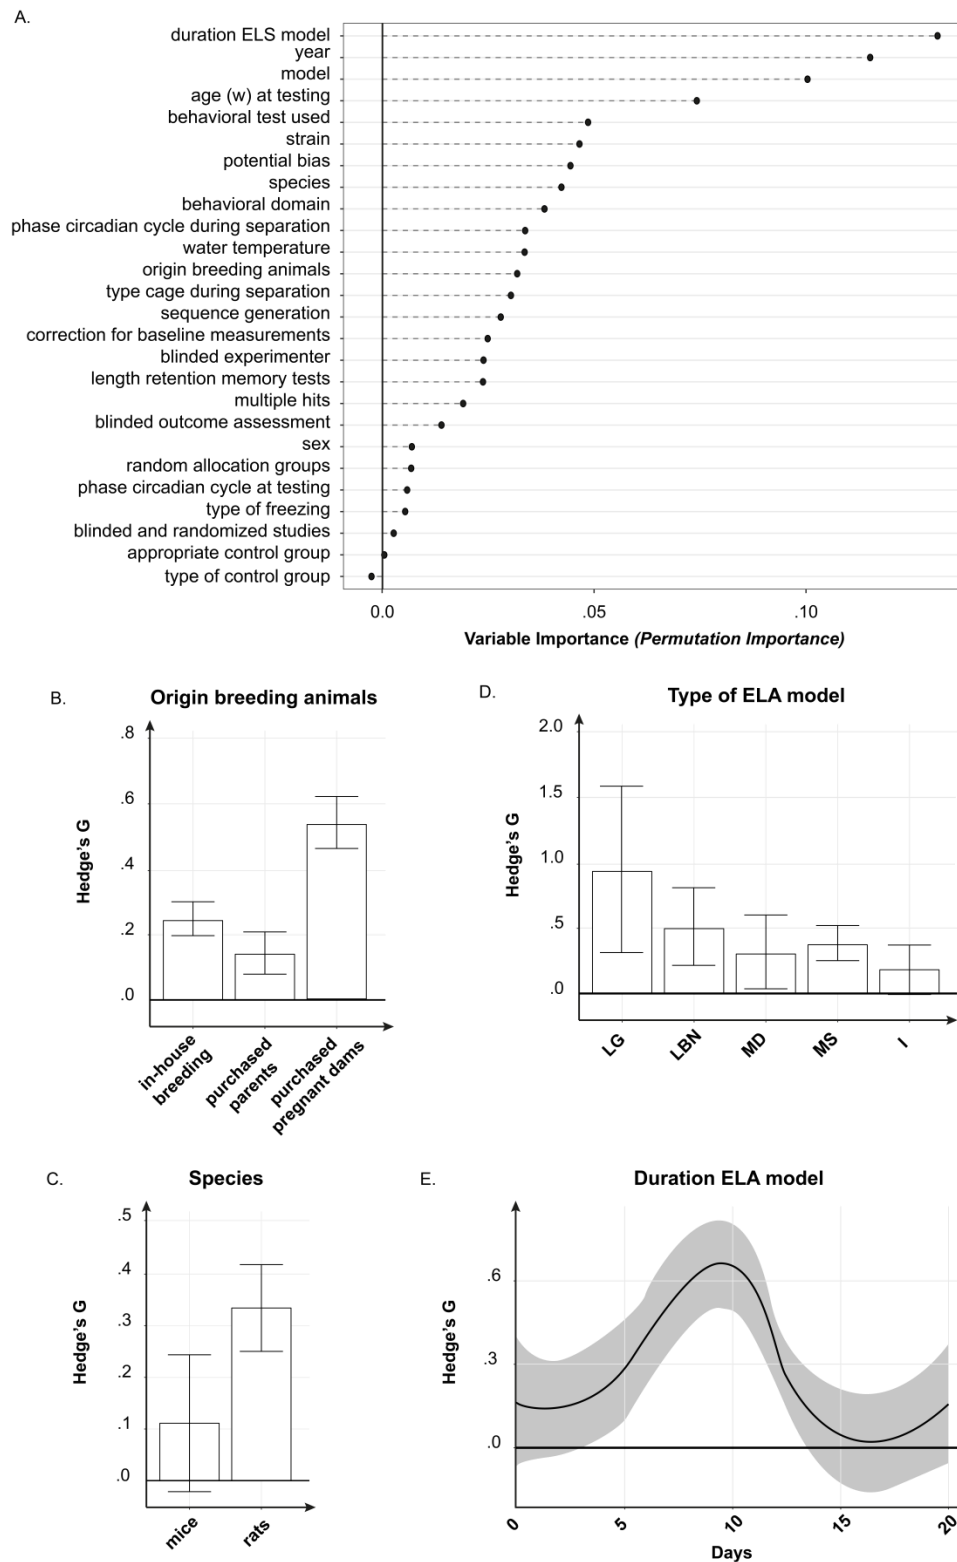 A.
duration ELS model
year
model
age (w) at testing
behavioral test used
strain
potential bias
species
behavioral domain
phase circadian cycle during separation
water temperature
origin breeding animals
type cage during separation
sequence generation
correction for baseline measurements
blinded experimenter
length retention memory tests
multiple hits
blinded outcome assessment
sex
random allocation groups
phase circadian cycle at testing
type of freezing
blinded and randomized studies
appropriate control group
type of control group
0.0 .05 .10
Variable Importance (Permutation Importance)
B.
Origin breeding animals
.8
.6
.4
.2
.0
Hedge's G
in-house
breeding
purchased
parents
purchased
pregnant dams
D.
Type of ELA model
2.0
1.5
1.0
.5
.0
Hedge's G
LG LBN MD MS I
C.
Species
.5
.4
.3
.2
.1
.0
Hedge's G
mice rats
E.
Duration ELA model
.6
.3
.0
Hedge's G
0 5 10 15 20
Days